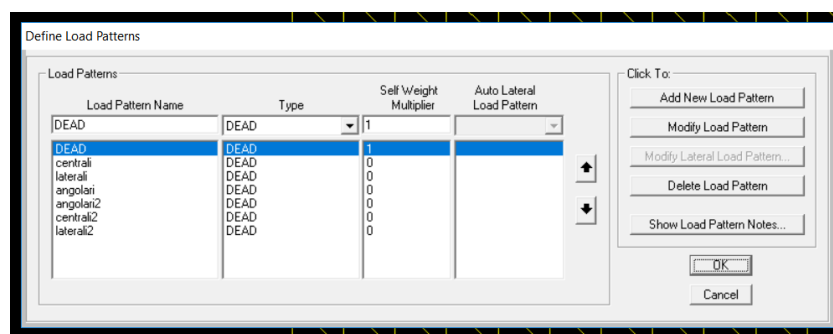 Define Load Patterns
Load Patterns
Click To:
Load Pattern Name Type Self Weight Multiplier Auto Lateral Load Pattern
DEAD DEAD 1
DEAD DEAD 1
centrali DEAD 0
laterali DEAD 0
angolari DEAD 0
angolari2 DEAD 0
centrali2 DEAD 0
laterali2 DEAD 0
Add New Load Pattern
Modify Load Pattern
Modify Lateral Load Pattern...
Delete Load Pattern
Show Load Pattern Notes...
OK
Cancel